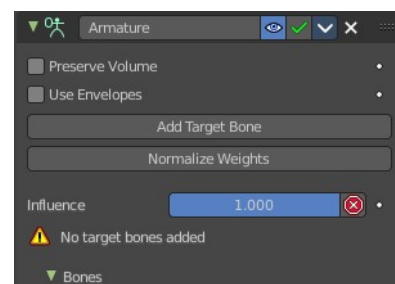 Armature
Preserve Volume
Use Envelopes
Add Target Bone
Normalize Weights
Influence 1.000
No target bones added
Bones